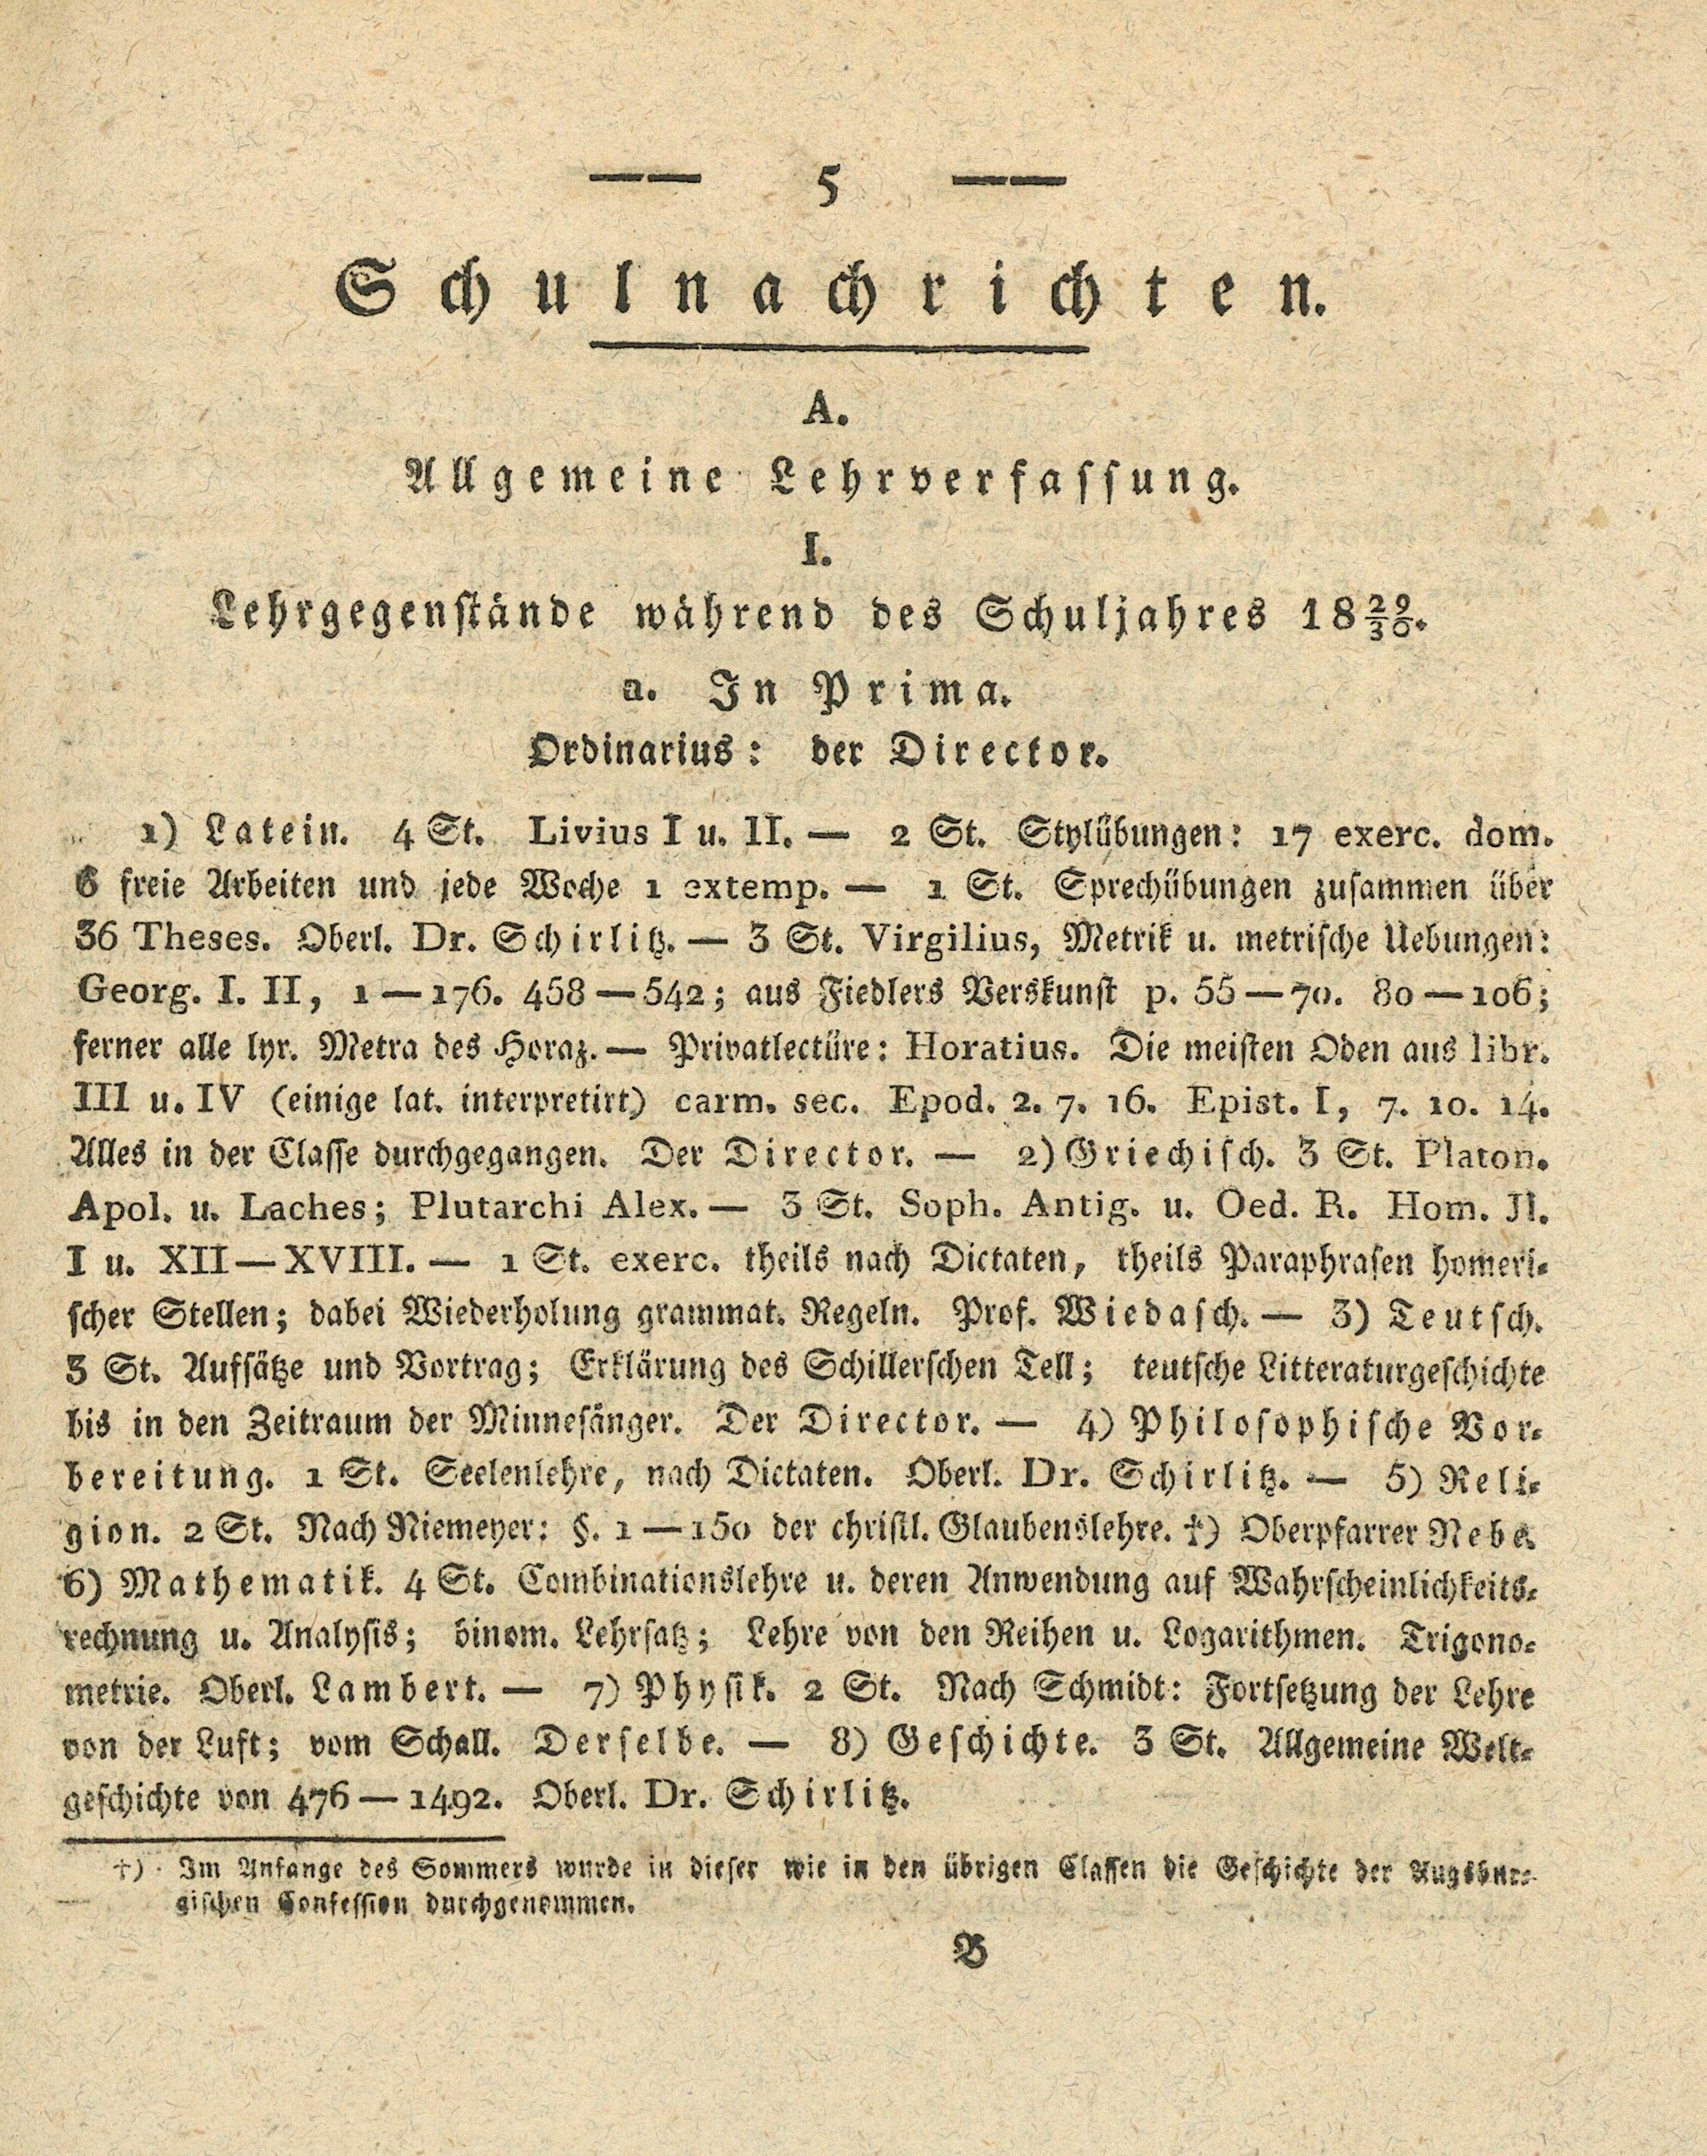 — — 5 — —
Schulnachrichten.
A.
Allgemeine Lehrverfassung.
I.
Lehrgegenstände während des Schuljahres 18 29/30.
a. In Prima.
Ordinarius: der Director.
1) Latein. 4 St. Livius I u. II. — 2 St. Stylübungen: 17 exerc. dom.
6 freie Arbeiten und jede Woche 1 extemp. — 1 St. Sprechübungen zusammen über
36 Theses. Oberl. Dr. Schirlitz. — 3 St. Virgilius, Metrik u. metrische Uebungen:
Georg. I. II, 1—176. 458—542; aus Fiedlers Verskunst p. 55—70. 80—106;
ferner alle lyr. Metra des Horaz. — Privatlectüre: Horatius. Die meisten Oden aus libr.
III u. IV (einige lat. interpretirt) carm. sec. Epod. 2. 7. 16. Epist. I, 7. 10. 14.
Alles in der Classe durchgegangen. Der Director. — 2) Griechisch. 3 St. Platon.
Apol. u. Laches; Plutarchi Alex. — 3 St. Soph. Antig. u. Oed. R. Hom. Jl.
I u. XII—XVIII. — 1 St. exerc. theils nach Dictaten, theils Paraphrasen homeri-
scher Stellen; dabei Wiederholung grammat. Regeln. Prof. Wiedasch. — 3) Teutsch.
3 St. Aufsätze und Vortrag; Erklärung des Schillerschen Tell; teutsche Litteraturgeschichte
bis in den Zeitraum der Minnesänger. Der Director. — 4) Philosophische Vor-
bereitung. 1 St. Seelenlehre, nach Dictaten. Oberl. Dr. Schirlitz. — 5) Reli-
gion. 2 St. Nach Niemeyer: §. 1—150 der christl. Glaubenslehre. †) Oberpfarrer Nebe.
6) Mathematik. 4 St. Combinationslehre u. deren Anwendung auf Wahrscheinlichkeits-
rechnung u. Analysis; binom. Lehrsatz; Lehre von den Reihen u. Logarithmen. Trigono-
metrie. Oberl. Lambert. — 7) Physik. 2 St. Nach Schmidt: Fortsetzung der Lehre
von der Luft; vom Schall. Derselbe. — 8) Geschichte. 3 St. Allgemeine Welt-
geschichte von 476—1492. Oberl. Dr. Schirlitz.
†) Im Anfange des Sommers wurde in dieser wie in den übrigen Classen die Geschichte der Augsbur-
gischen Confession durchgenommen.
B